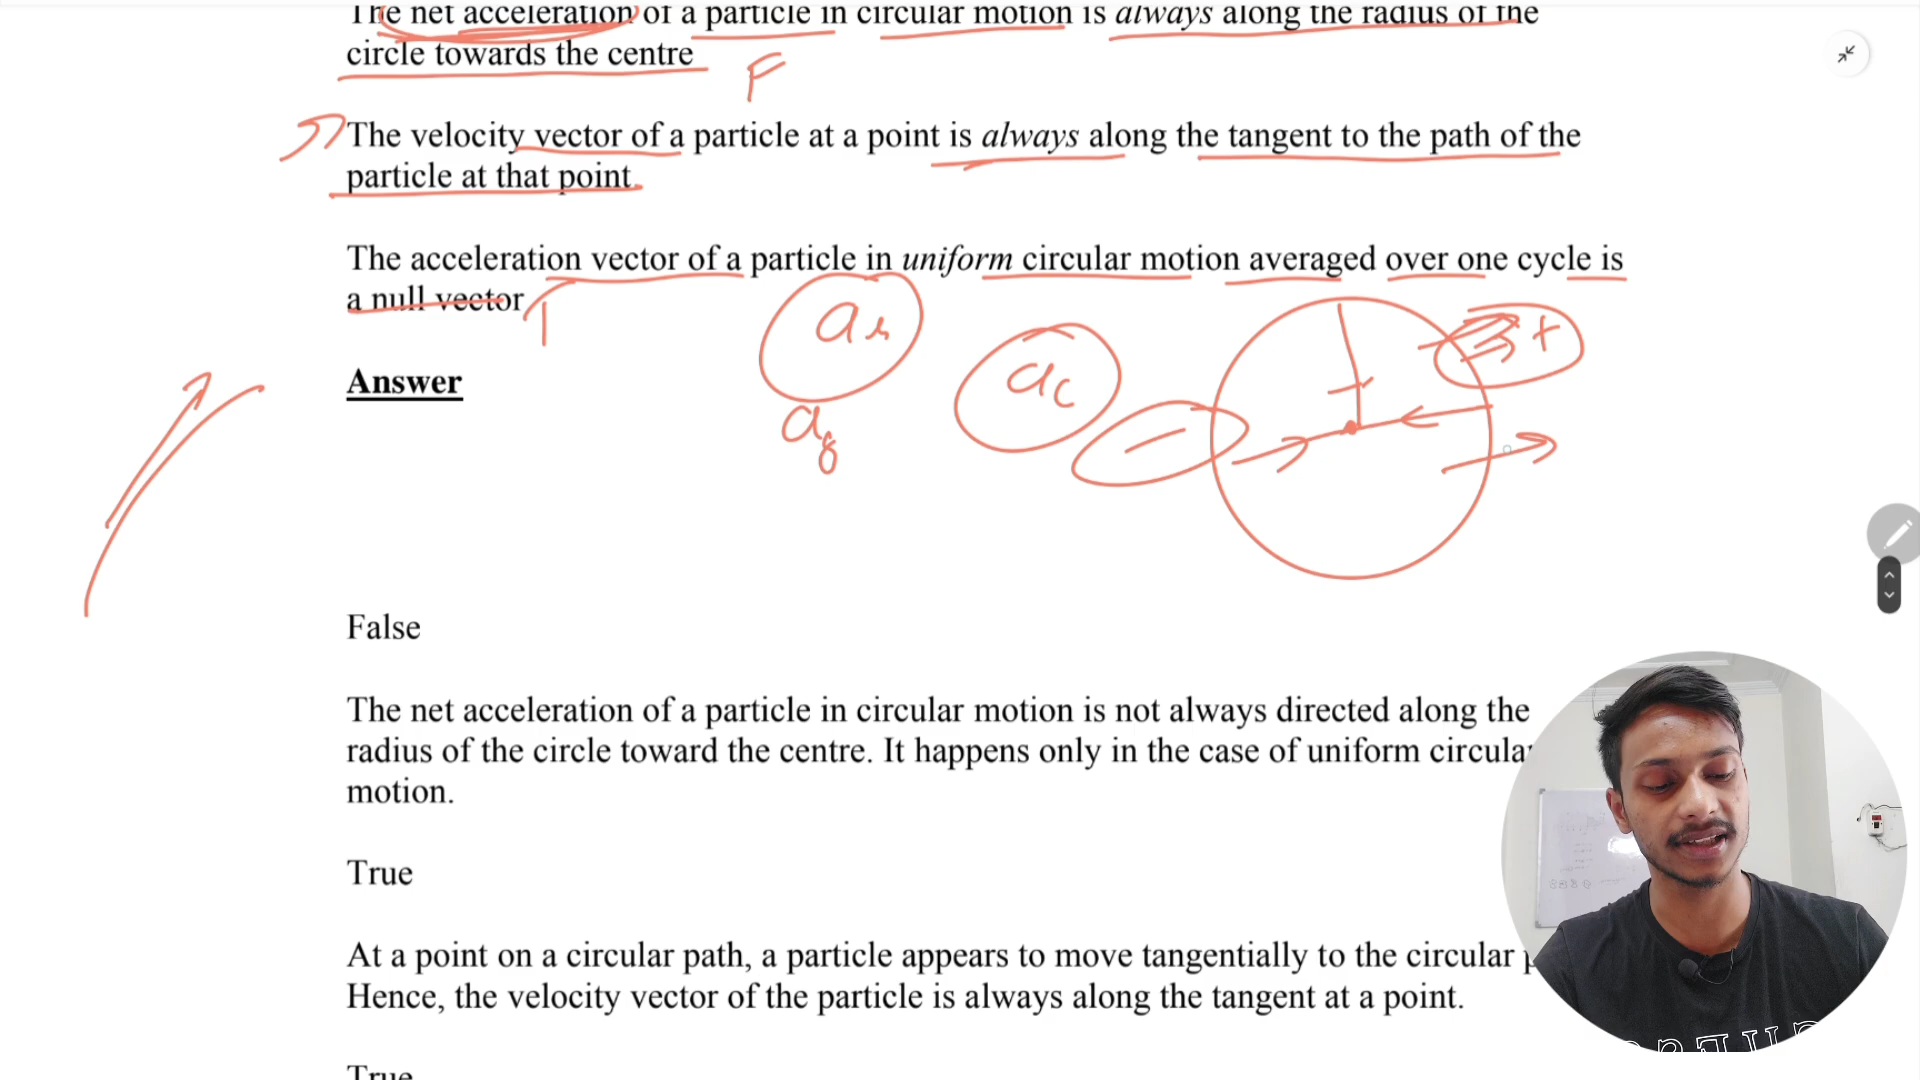 The net acceleration of a particle in circular motion is always along the radius of the
circle towards the centre
F
The velocity vector of a particle at a point is always along the tangent to the path of the
particle at that point
The acceleration vector of a particle in uniform circular motion averaged over one cycle is
a null vector
T
ac
+
−
Answer
False
The net acceleration of a particle in circular motion is not always directed along the
radius of the circle toward the centre. It happens only in the case of uniform circular
motion.
True
At a point on a circular path, a particle appears to move tangentially to the circular
Hence, the velocity vector of the particle is always along the tangent at a point.
True